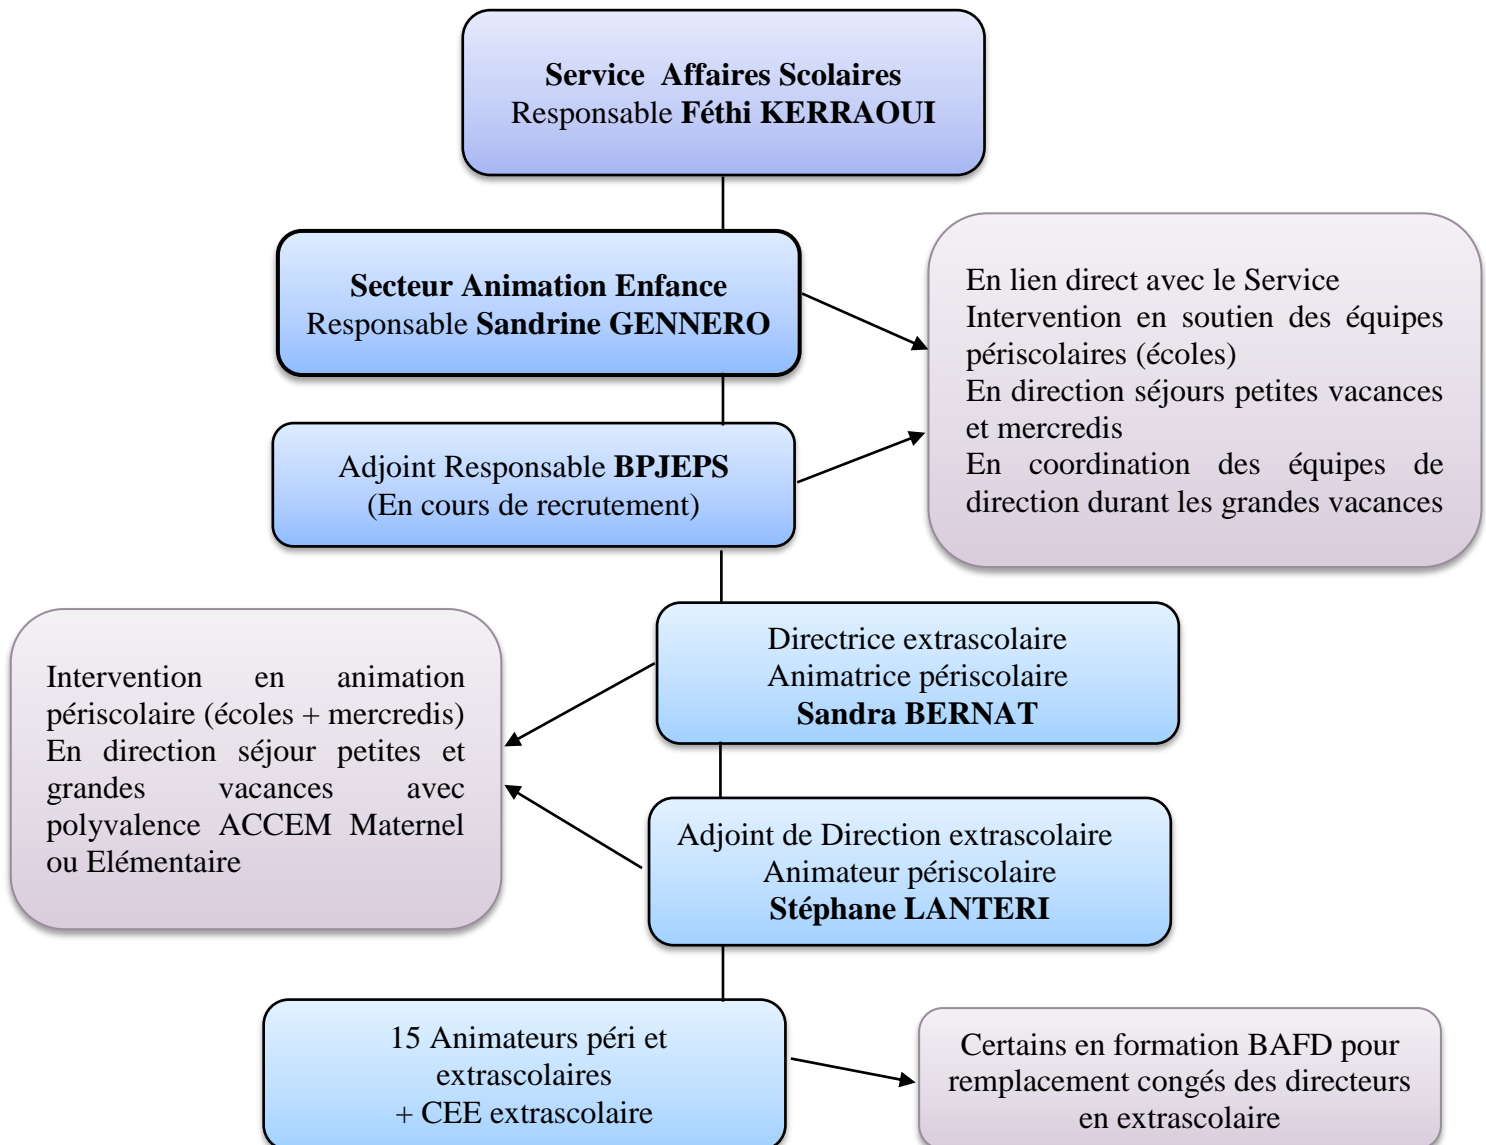 Service Affaires Scolaires
Responsable Féthi KERRAOUI
Secteur Animation Enfance
Responsable Sandrine GENNERO
En lien direct avec le Service
Intervention en soutien des équipes
périscolaires (écoles)
En direction séjours petites vacances
et mercredis
En coordination des équipes de
direction durant les grandes vacances
Adjoint Responsable BPJEPS
(En cours de recrutement)
Directrice extrascolaire
Animatrice périscolaire
Sandra BERNAT
Intervention en animation
périscolaire (écoles + mercredis)
En direction séjour petites et
grandes vacances avec
polyvalence ACCEM Maternel
ou Elémentaire
Adjoint de Direction extrascolaire
Animateur périscolaire
Stéphane LANTERI
15 Animateurs péri et
extrascolaires
+ CEE extrascolaire
Certains en formation BAFD pour
remplacement congés des directeurs
en extrascolaire